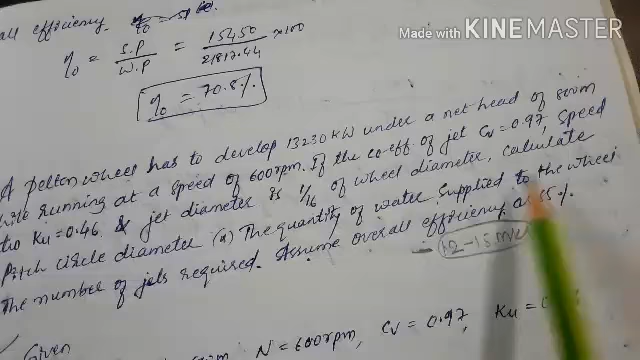 Made with KINEMASTER
all efficiency.
η₀ = S.P / W.P = 15450 / 21817.44 × 100
η₀ = 70.8%
A pelton wheel has to develop 13230 KW under a net head of 800m
while running at a speed of 600rpm. If the co-eff. of jet Cv = 0.97, speed
Ku = 0.46 & jet diameter is 1/16 of wheel diameter, calculate
Pitch circle diameter (2) The quantity of water supplied to the wheel
The number of jets required. Assume overall efficiency as 85%.
Given
N = 600rpm, Cv = 0.97, Ku =